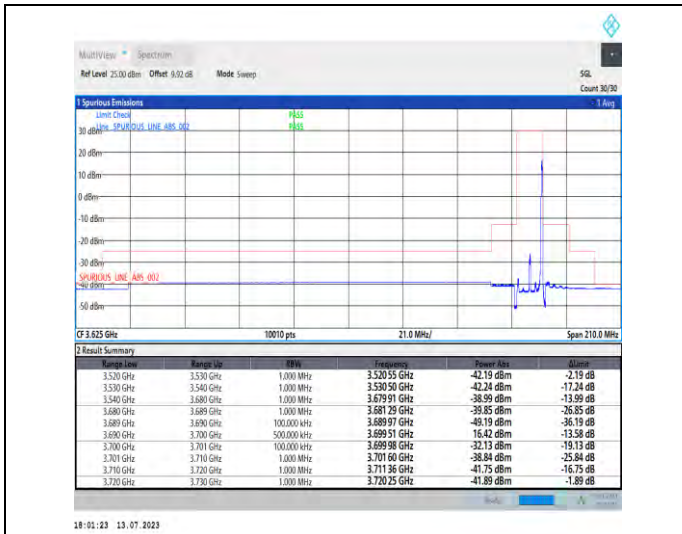 MultiView Spectrum
Ref Level 25.00 dBm Offset 9.92 dB Mode Sweep SGL
Count 30/30
1 Spurious Emissions 1 Avg
Limit Check PASS
Line SPURIOUS_LINE_ABS_002 PASS
30 dBm
20 dBm
10 dBm
0 dBm
-10 dBm
-20 dBm
-30 dBm
SPURIOUS_LINE_ABS_002
-40 dBm
-50 dBm
CF 3.625 GHz 10010 pts 21.0 MHz/ Span 210.0 MHz
2 Result Summary
Range Low Range Up RBW Frequency Power Abs ΔLimit
3.520 GHz 3.530 GHz 1.000 MHz 3.520 55 GHz -42.19 dBm -2.19 dB
3.530 GHz 3.540 GHz 1.000 MHz 3.530 50 GHz -42.24 dBm -17.24 dB
3.540 GHz 3.680 GHz 1.000 MHz 3.679 91 GHz -38.99 dBm -13.99 dB
3.680 GHz 3.689 GHz 1.000 MHz 3.681 29 GHz -39.85 dBm -26.85 dB
3.689 GHz 3.690 GHz 100.000 kHz 3.689 97 GHz -49.19 dBm -36.19 dB
3.690 GHz 3.700 GHz 500.000 kHz 3.699 51 GHz 16.42 dBm -13.58 dB
3.700 GHz 3.701 GHz 100.000 kHz 3.699 98 GHz -32.13 dBm -19.13 dB
3.701 GHz 3.710 GHz 1.000 MHz 3.701 60 GHz -38.84 dBm -25.84 dB
3.710 GHz 3.720 GHz 1.000 MHz 3.711 36 GHz -41.75 dBm -16.75 dB
3.720 GHz 3.730 GHz 1.000 MHz 3.720 25 GHz -41.89 dBm -1.89 dB
Ready
18:01:23 13.07.2023